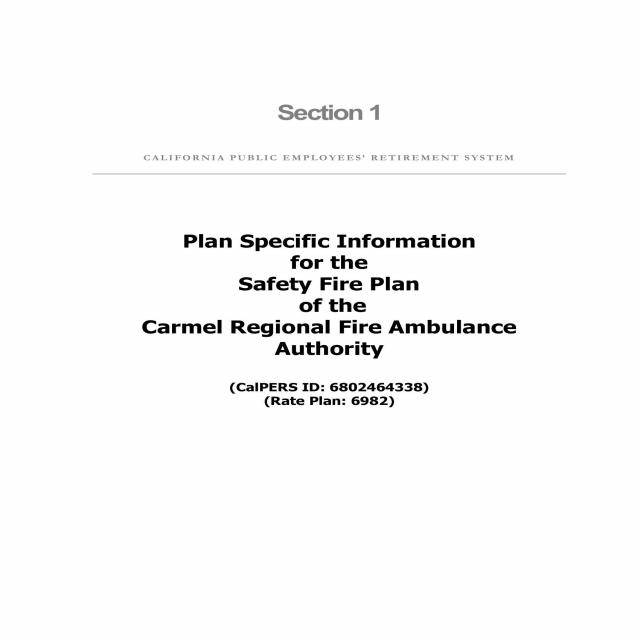 Section 1
CALIFORNIA PUBLIC EMPLOYEES' RETIREMENT SYSTEM
Plan Specific Information
for the
Safety Fire Plan
of the
Carmel Regional Fire Ambulance
Authority
(CalPERS ID: 6802464338)
(Rate Plan: 6982)